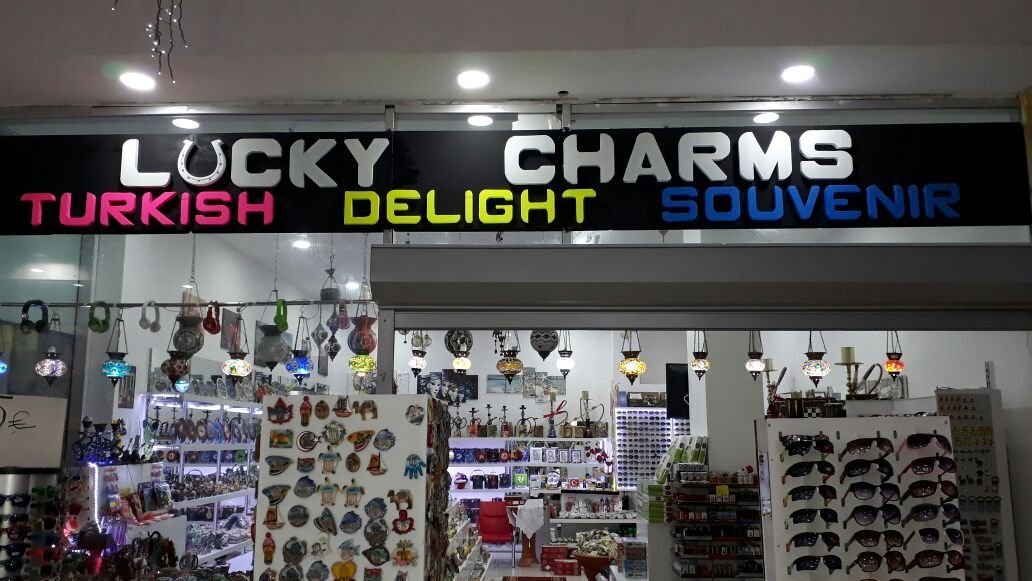 LUCKY CHARMS
TURKISH DELIGHT SOUVENIR
€